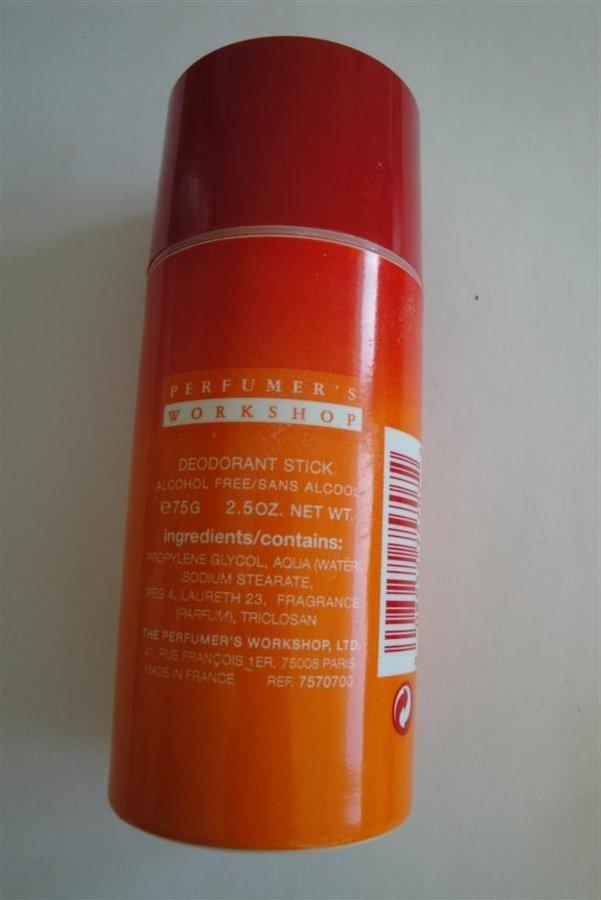 PERFUMER'S
WORKSHOP
DEODORANT STICK
ALCOHOL FREE/SANS ALCOOL
℮75G 2.5OZ. NET WT.
ingredients/contains:
PROPYLENE GLYCOL, AQUA (WATER)
SODIUM STEARATE,
PEG 4, LAURETH 23, FRAGRANCE
(PARFUM), TRICLOSAN
THE PERFUMER'S WORKSHOP, LTD.
41, RUE FRANÇOIS 1ER, 75008 PARIS
MADE IN FRANCE REF. 7570700